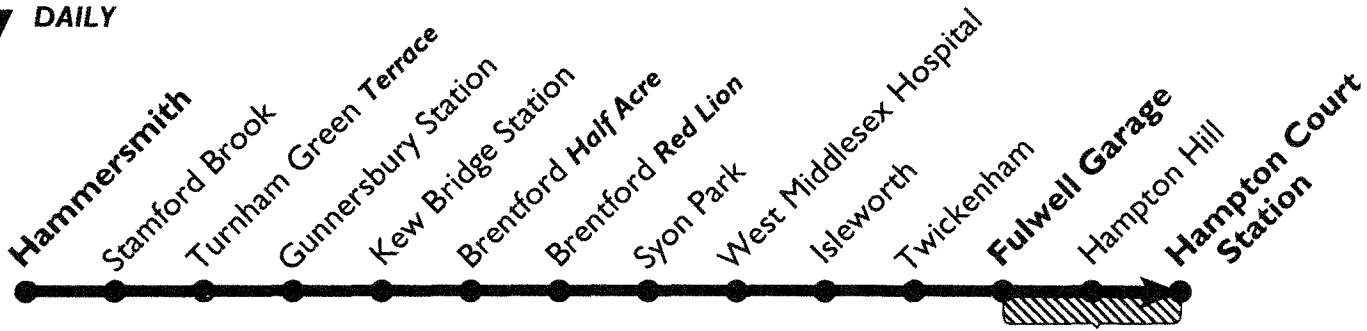 DAILY
Hammersmith
Stamford Brook
Turnham Green Terrace
Gunnersbury Station
Kew Bridge Station
Brentford Half Acre
Brentford Red Lion
Syon Park
West Middlesex Hospital
Isleworth
Twickenham
Fulwell Garage
Hampton Hill
Hampton Court
Station